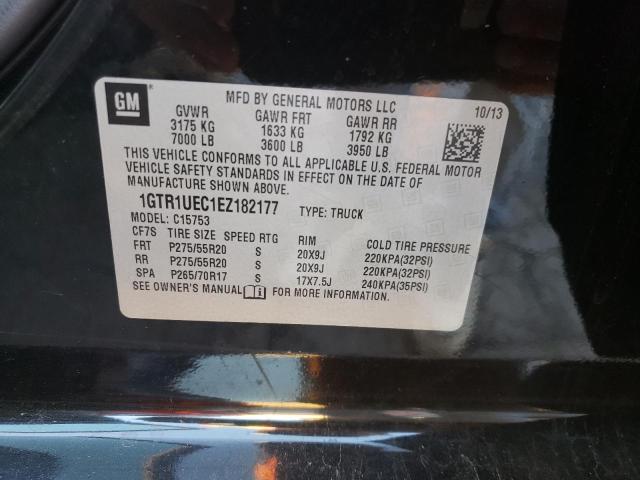 GM ®
MFD BY GENERAL MOTORS LLC 10/13
GVWR GAWR FRT GAWR RR
3175 KG 1633 KG 1792 KG
7000 LB 3600 LB 3950 LB
THIS VEHICLE CONFORMS TO ALL APPLICABLE U.S. FEDERAL MOTOR
VEHICLE SAFETY STANDARDS IN EFFECT ON THE DATE OF
MANUFACTURE SHOWN ABOVE.
1GTR1UEC1EZ182177 TYPE: TRUCK
MODEL: C15753
CF7S TIRE SIZE SPEED RTG RIM COLD TIRE PRESSURE
FRT P275/55R20 S 20X9J 220KPA(32PSI)
RR P275/55R20 S 20X9J 220KPA(32PSI)
SPA P265/70R17 S 17X7.5J 240KPA(35PSI)
SEE OWNER'S MANUAL FOR MORE INFORMATION.